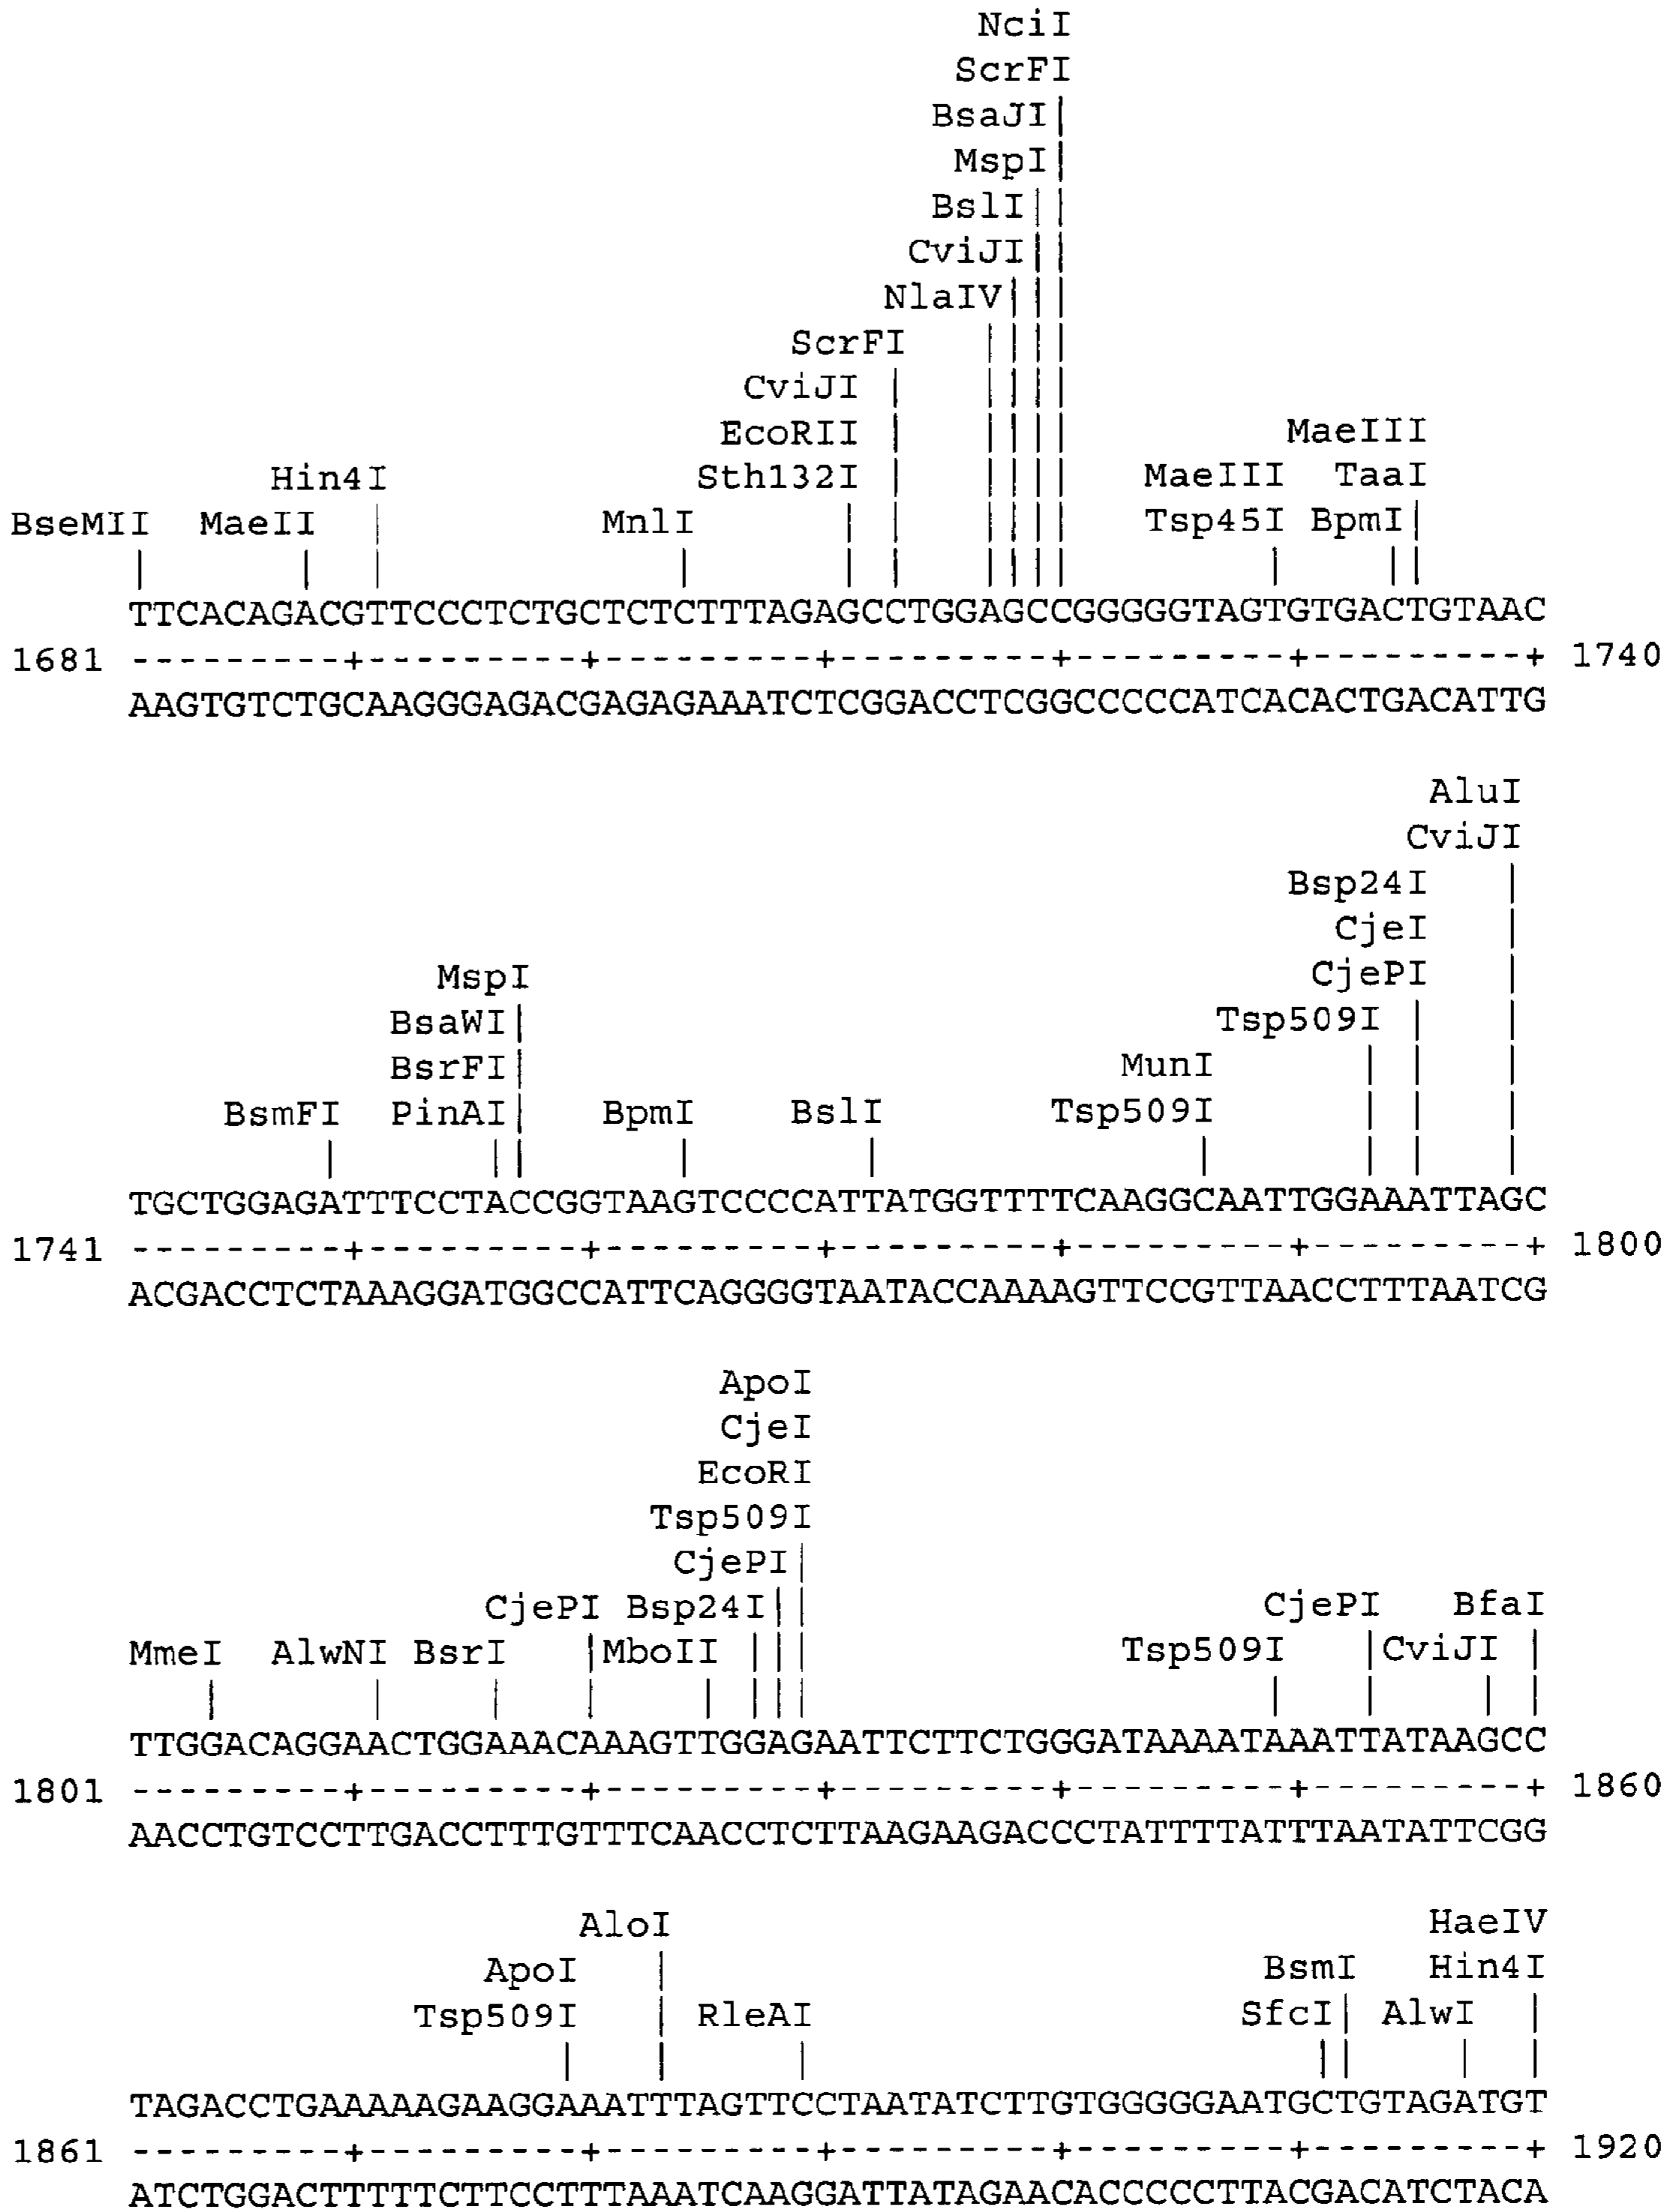 NciI
ScrFI
BsaJI
MspI
BslI
CviJI
NlaIV
ScrFI
CviJI
EcoRII MaeIII
Hin4I Sth132I MaeIII TaaI
BseMII MaeII MnlI Tsp45I BpmI
TTCACAGACGTTCCCTCTGCTCTCTTTAGAGCCTGGAGCCGGGGGTAGTGTGACTGTAAC
1681 ---------+---------+---------+---------+---------+---------+ 1740
AAGTGTCTGCAAGGGAGACGAGAGAAATCTCGGACCTCGGCCCCCATCACACTGACATTG
AluI
CviJI
Bsp24I
CjeI
MspI CjePI
BsaWI Tsp509I
BsrFI MunI
BsmFI PinAI BpmI BslI Tsp509I
TGCTGGAGATTTCCTACCGGTAAGTCCCCATTATGGTTTTCAAGGCAATTGGAAATTAGC
1741 ---------+---------+---------+---------+---------+---------+ 1800
ACGACCTCTAAAGGATGGCCATTCAGGGGTAATACCAAAAGTTCCGTTAACCTTTAATCG
ApoI
CjeI
EcoRI
Tsp509I
CjePI
CjePI Bsp24I CjePI BfaI
MmeI AlwNI BsrI MboII Tsp509I CviJI
TTGGACAGGAACTGGAAACAAAGTTGGAGAATTCTTCTGGGATAAAATAAATTATAAGCC
1801 ---------+---------+---------+---------+---------+---------+ 1860
AACCTGTCCTTGACCTTTGTTTCAACCTCTTAAGAAGACCCTATTTTATTTAATATTCGG
AloI HaeIV
ApoI BsmI Hin4I
Tsp509I RleAI SfcI AlwI
TAGACCTGAAAAAGAAGGAAATTTAGTTCCTAATATCTTGTGGGGGAATGCTGTAGATGT
1861 ---------+---------+---------+---------+---------+---------+ 1920
ATCTGGACTTTTTCTTCCTTTAAATCAAGGATTATAGAACACCCCCTTACGACATCTACA